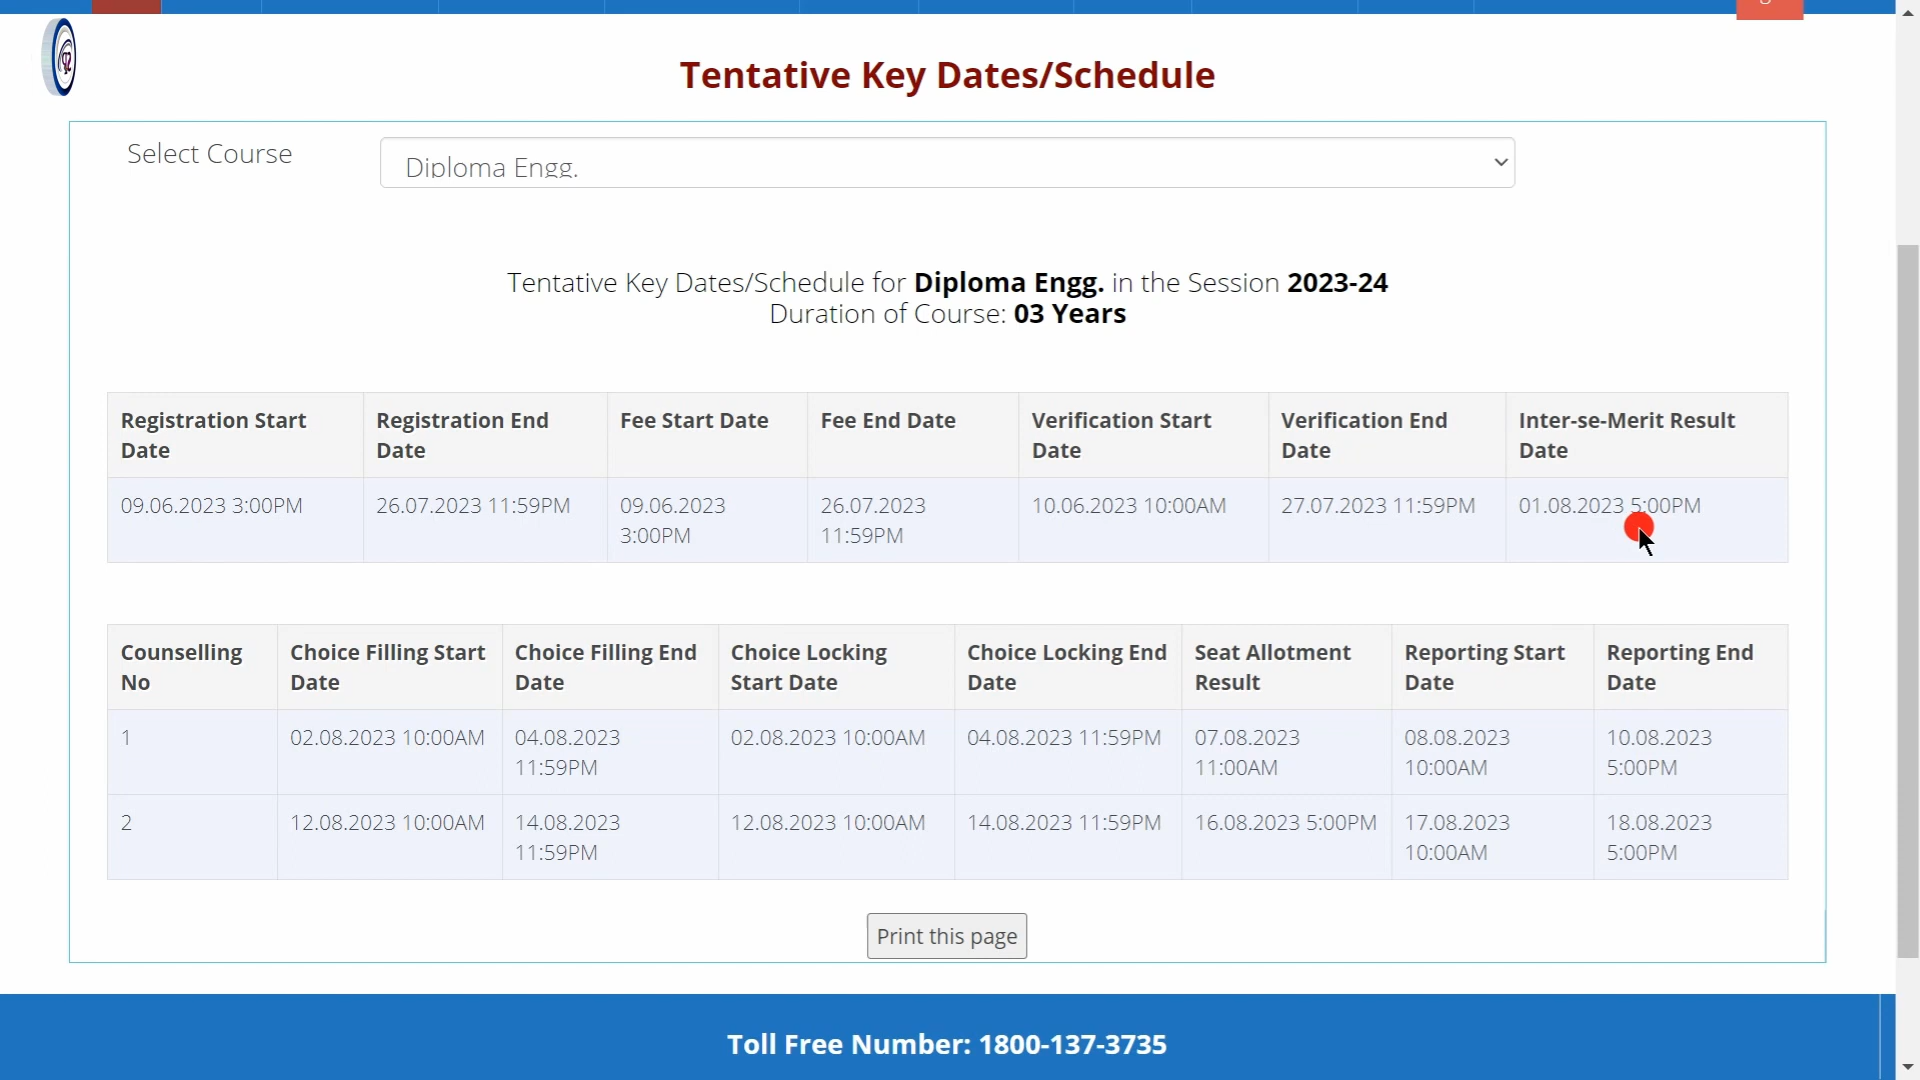 Tentative Key Dates/Schedule
Select Course
Diploma Engg.
Tentative Key Dates/Schedule for Diploma Engg. in the Session 2023-24
Duration of Course: 03 Years
Registration Start Date
Registration End Date
Fee Start Date
Fee End Date
Verification Start Date
Verification End Date
Inter-se-Merit Result Date
09.06.2023 3:00PM
26.07.2023 11:59PM
09.06.2023 3:00PM
26.07.2023 11:59PM
10.06.2023 10:00AM
27.07.2023 11:59PM
01.08.2023 5:00PM
Counselling No
Choice Filling Start Date
Choice Filling End Date
Choice Locking Start Date
Choice Locking End Date
Seat Allotment Result
Reporting Start Date
Reporting End Date
1
02.08.2023 10:00AM
04.08.2023 11:59PM
02.08.2023 10:00AM
04.08.2023 11:59PM
07.08.2023 11:00AM
08.08.2023 10:00AM
10.08.2023 5:00PM
2
12.08.2023 10:00AM
14.08.2023 11:59PM
12.08.2023 10:00AM
14.08.2023 11:59PM
16.08.2023 5:00PM
17.08.2023 10:00AM
18.08.2023 5:00PM
Print this page
Toll Free Number: 1800-137-3735